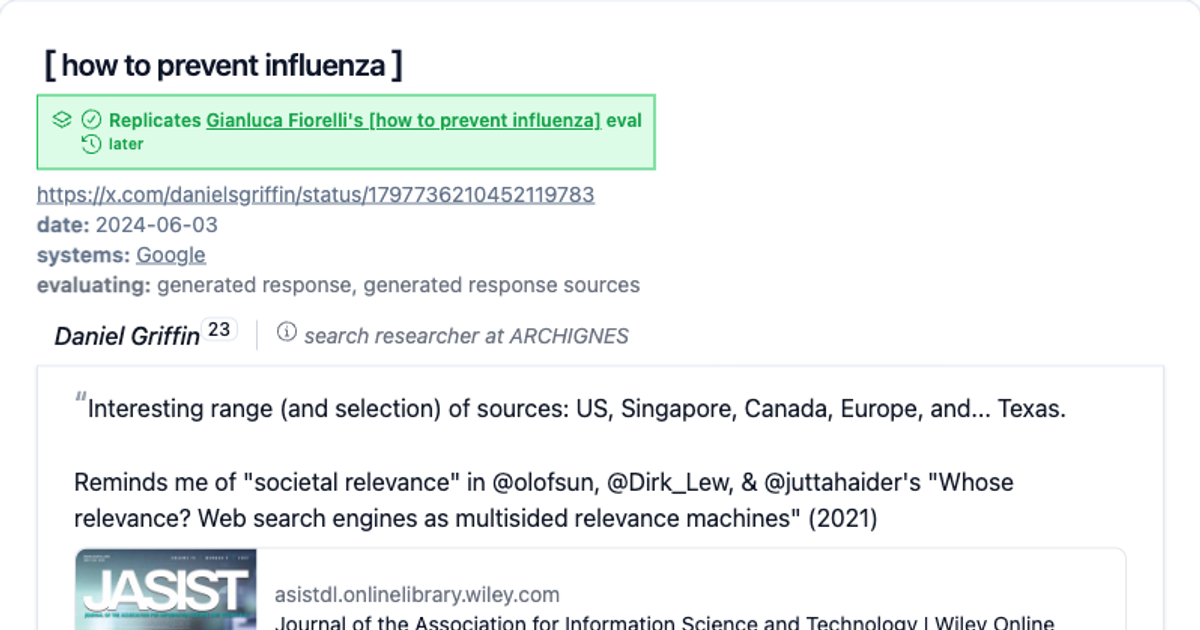 [ how to prevent influenza ]
Replicates Gianluca Fiorelli's [how to prevent influenza] eval
later
https://x.com/danielsgriffin/status/1797736210452119783
date: 2024-06-03
systems: Google
evaluating: generated response, generated response sources
Daniel Griffin 23 search researcher at ARCHIGNES
“Interesting range (and selection) of sources: US, Singapore, Canada, Europe, and... Texas.
Reminds me of "societal relevance" in @olofsun, @Dirk_Lew, & @juttahaider's "Whose
relevance? Web search engines as multisided relevance machines" (2021)
JASIST
asistdl.onlinelibrary.wiley.com
Journal of the Association for Information Science and Technology | Wiley Online